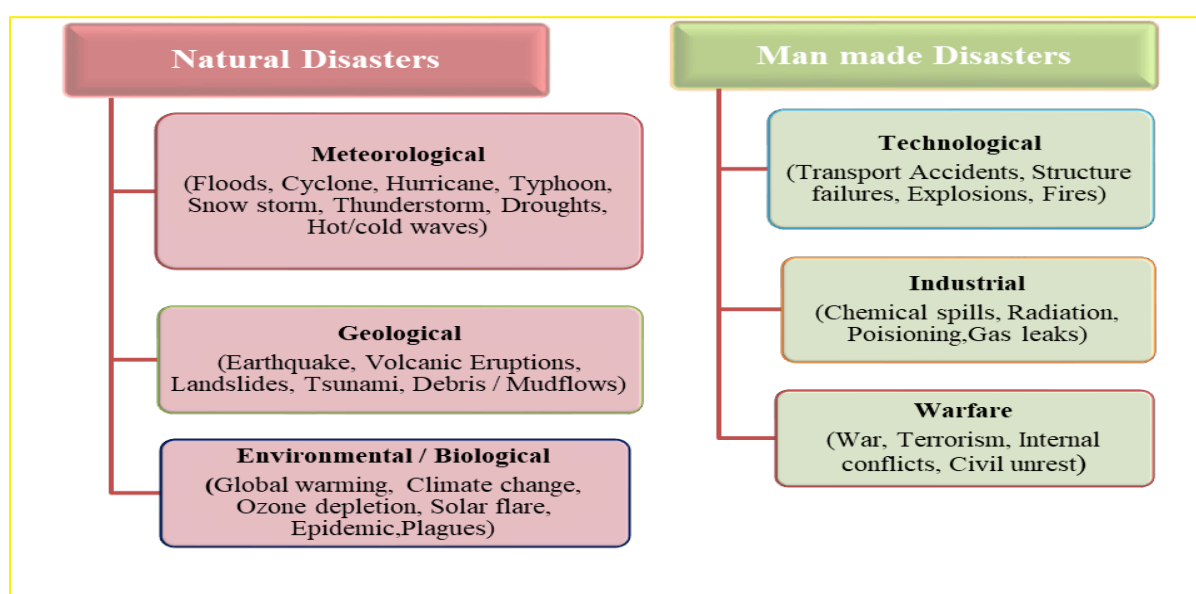 Natural Disasters
Meteorological
(Floods, Cyclone, Hurricane, Typhoon,
Snow storm, Thunderstorm, Droughts,
Hot/cold waves)
Geological
(Earthquake, Volcanic Eruptions,
Landslides, Tsunami, Debris / Mudflows)
Environmental / Biological
(Global warming, Climate change,
Ozone depletion, Solar flare,
Epidemic,Plagues)
Man made Disasters
Technological
(Transport Accidents, Structure
failures, Explosions, Fires)
Industrial
(Chemical spills, Radiation,
Poisioning,Gas leaks)
Warfare
(War, Terrorism, Internal
conflicts, Civil unrest)